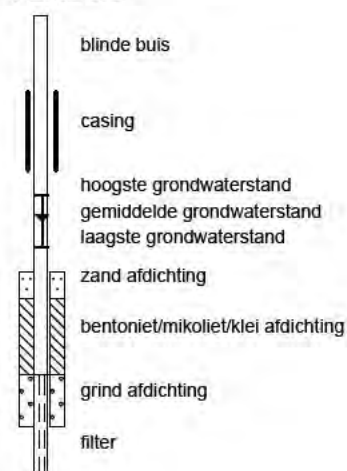 blinde buis
casing
hoogste grondwaterstand
gemiddelde grondwaterstand
laagste grondwaterstand
zand afdichting
bentoniet/mikoliet/klei afdichting
grind afdichting
filter